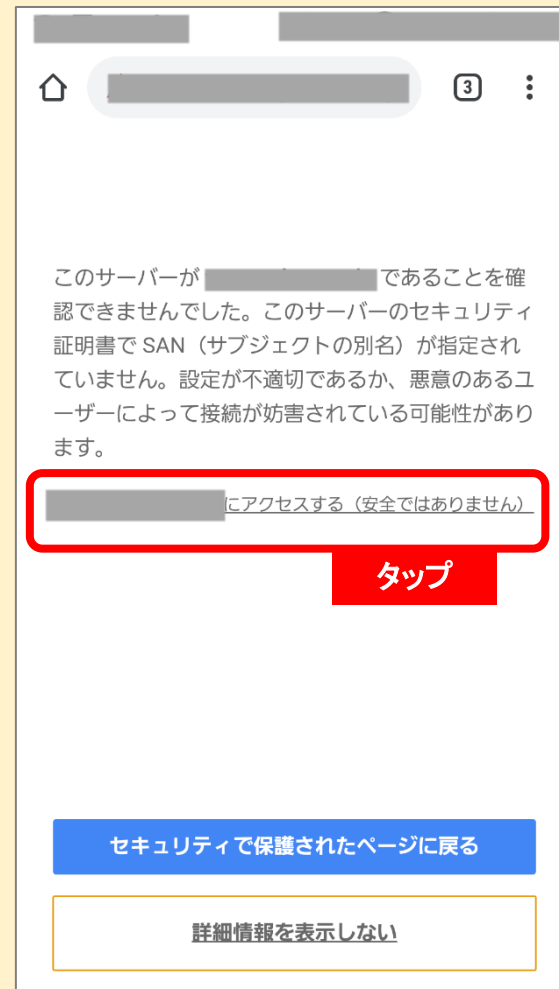 3
このサーバーが であることを確
認できませんでした。このサーバーのセキュリティ
証明書で SAN（サブジェクトの別名）が指定され
ていません。設定が不適切であるか、悪意のあるユ
ーザーによって接続が妨害されている可能性があり
ます。
にアクセスする（安全ではありません）
タップ
セキュリティで保護されたページに戻る
詳細情報を表示しない